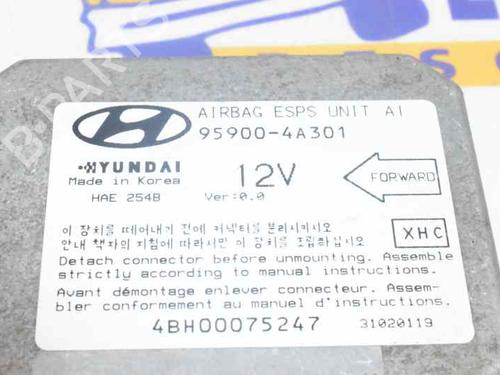 AIRBAG ESPS UNIT A1
95900-4A301
HYUNDAI
Made in Korea
HAE 254B
12V
Ver:0.0
FORWARD
이 장치를 떼어내기 전에 커넥터를 분리시키시오
안내 책자의 지침에 따라서만 이 장치를 조립하십시오
XHC
Detach connector before unmounting. Assemble
strictly according to manual instructions.
Avant démontage enlever connecteur. Assem-
bler conformement au manuel d'instructions.
4BH00075247
31020119
B-PARTS